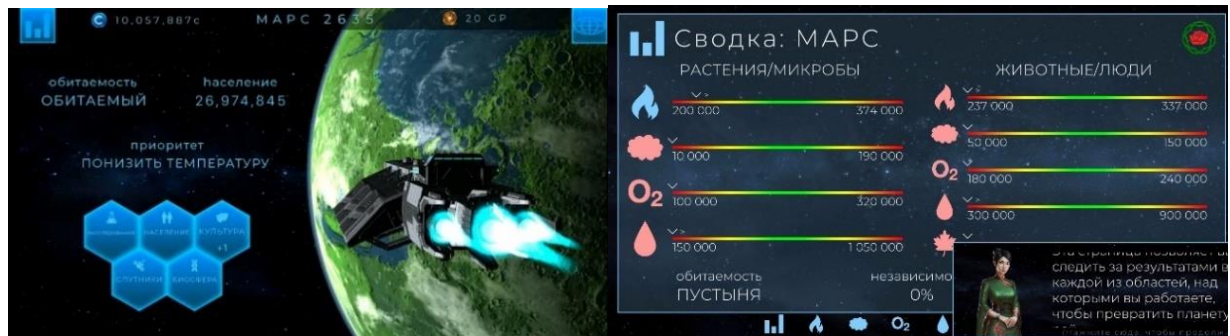 10,057,887c
МАРС 2635
20 GP
обитаемость
ОБИТАЕМЫЙ
население
26,974,845
приоритет
ПОНИЗИТЬ ТЕМПЕРАТУРУ
НАСЕЛЕНИЕ
КУЛЬТУРА
+1
СПУТНИКИ
БИОСФЕРА
Сводка: МАРС
РАСТЕНИЯ/МИКРОБЫ
200 000
374 000
10 000
190 000
O2
100 000
320 000
150 000
1 050 000
ЖИВОТНЫЕ/ЛЮДИ
237 000
337 000
50 000
150 000
O2
180 000
240 000
300 000
900 000
обитаемость
ПУСТЫНЯ
независимо
0%
O2
следить за результатами в
каждой из областей, над
которыми вы работаете,
чтобы превратить планету